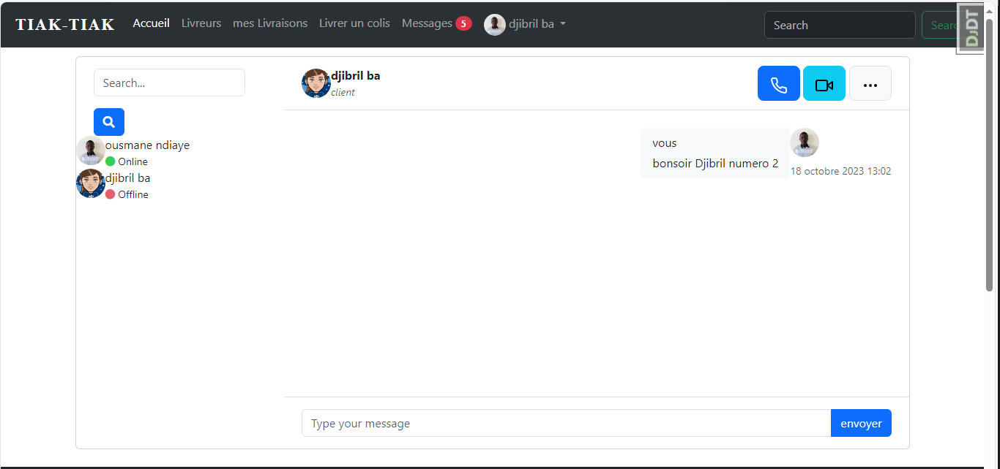 TIAK-TIAK Accueil Livreurs mes Livraisons Livrer un colis Messages 5 djibril ba Search Searc
DJDT
Search...
djibril ba
client
ousmane ndiaye
Online
djibril ba
Offline
vous
bonsoir Djibril numero 2
18 octobre 2023 13:02
Type your message envoyer